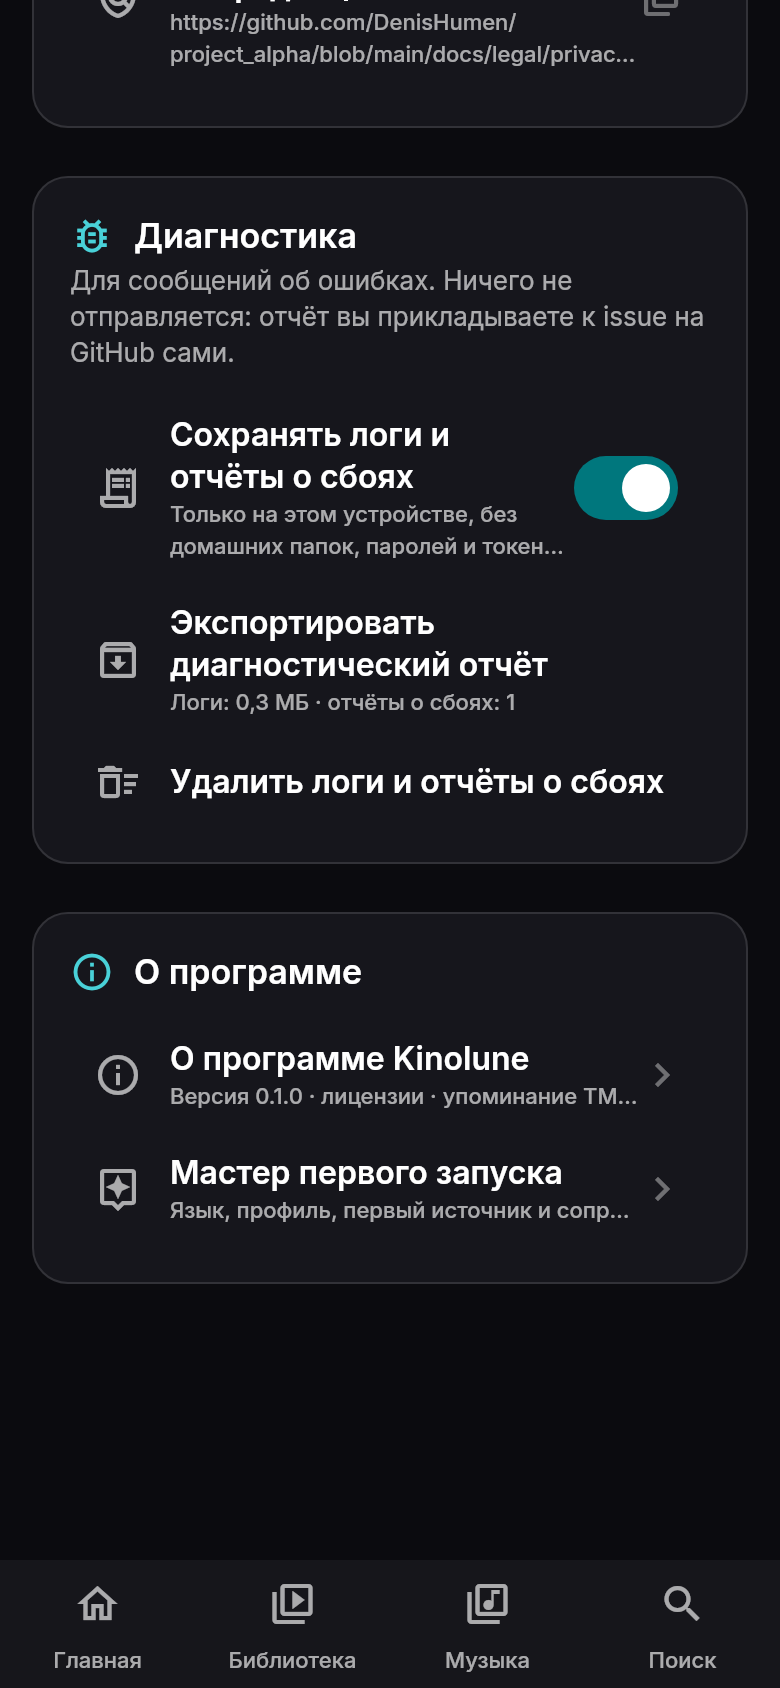 https://github.com/DenisHumen/
project_alpha/blob/main/docs/legal/privac...
Диагностика
Для сообщений об ошибках. Ничего не
отправляется: отчёт вы прикладываете к issue на
GitHub сами.
Сохранять логи и
отчёты о сбоях
Только на этом устройстве, без
домашних папок, паролей и токен...
Экспортировать
диагностический отчёт
Логи: 0,3 МБ · отчёты о сбоях: 1
Удалить логи и отчёты о сбоях
О программе
О программе Kinolune
Версия 0.1.0 · лицензии · упоминание TM...
Мастер первого запуска
Язык, профиль, первый источник и сопр...
Главная
Библиотека
Музыка
Поиск